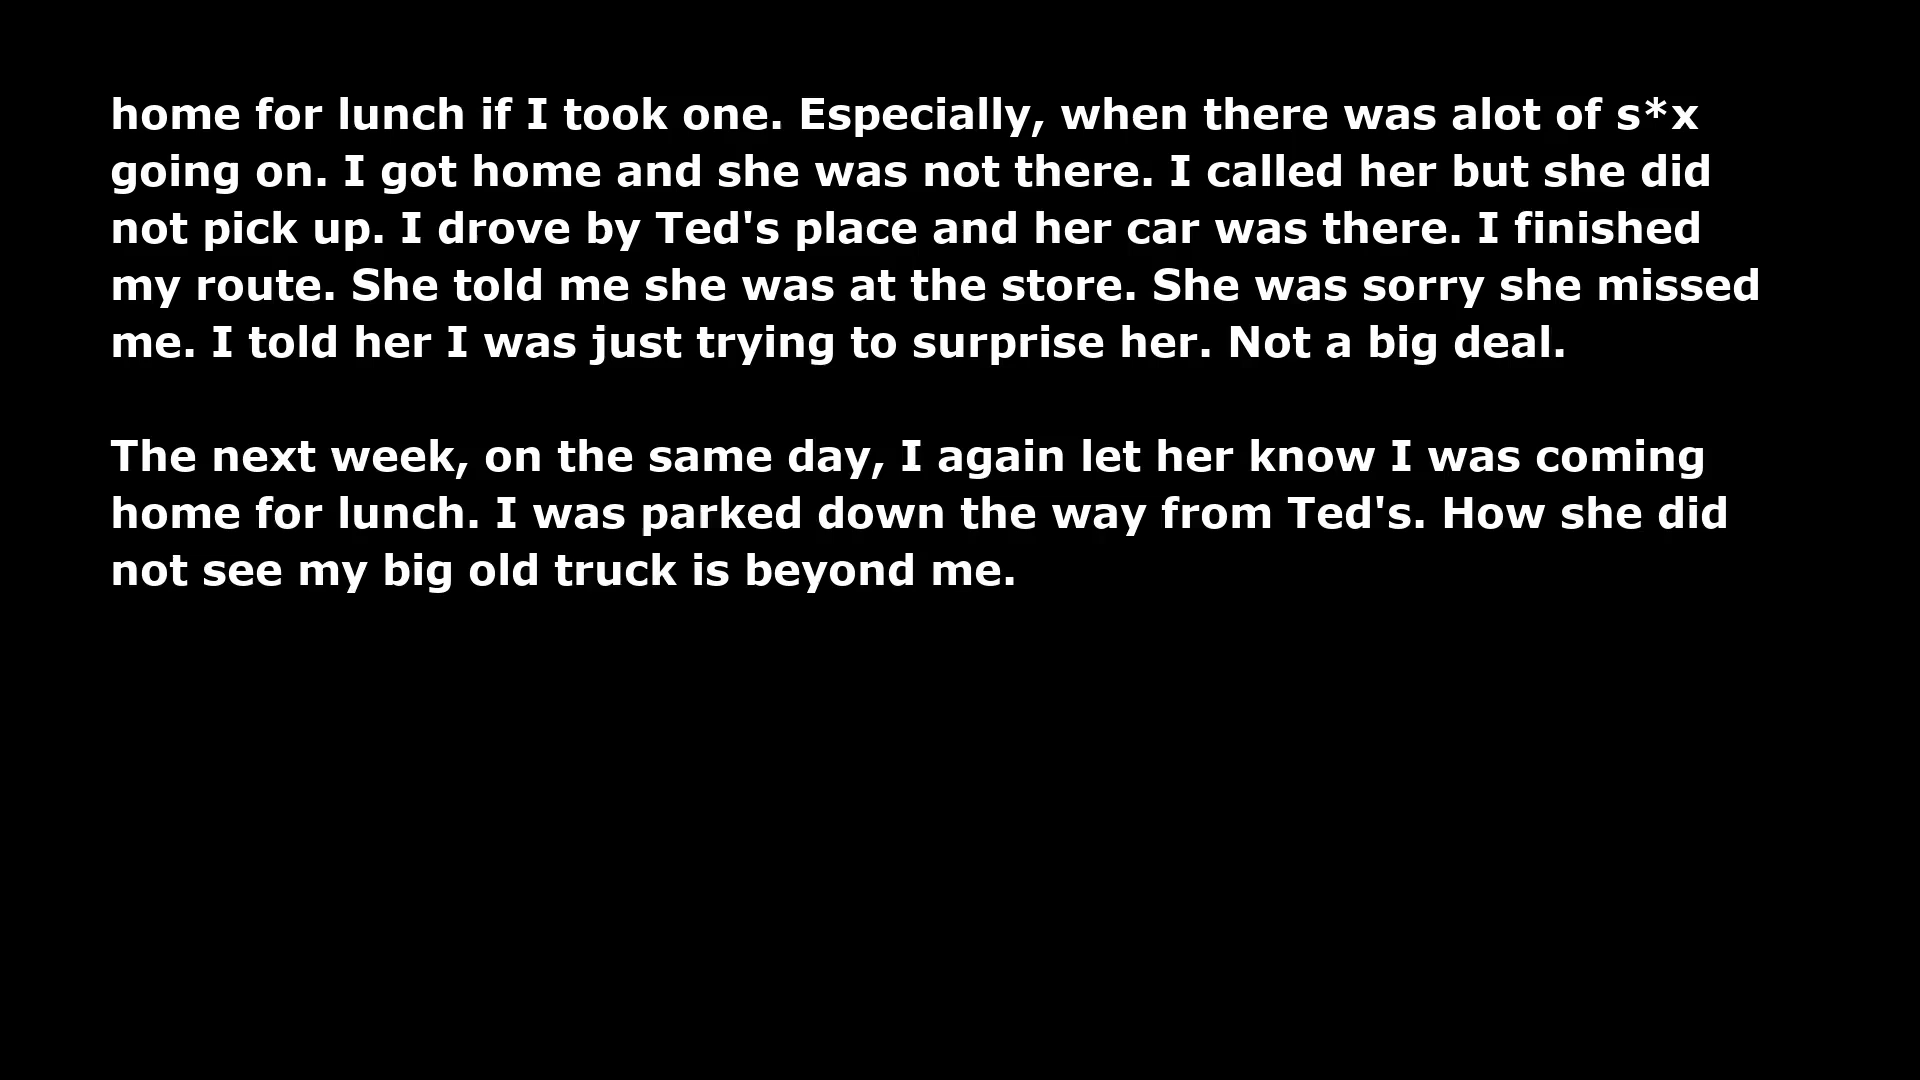 home for lunch if I took one. Especially, when there was alot of s*x
going on. I got home and she was not there. I called her but she did
not pick up. I drove by Ted's place and her car was there. I finished
my route. She told me she was at the store. She was sorry she missed
me. I told her I was just trying to surprise her. Not a big deal.
The next week, on the same day, I again let her know I was coming
home for lunch. I was parked down the way from Ted's. How she did
not see my big old truck is beyond me.